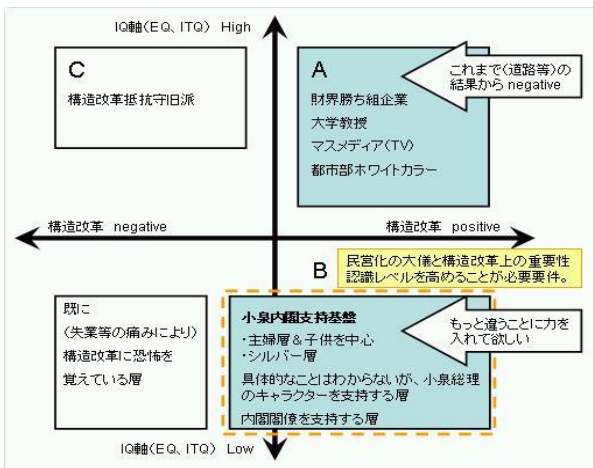 IQ軸(EQ、ITQ) High
C
構造改革抵抗守旧派
A
財界勝ち組企業
大学教授
マスメディア(TV)
都市部ホワイトカラー
これまで(道路等)の
結果から negative
構造改革 negative
構造改革 positive
B
民営化の大儀と構造改革上の重要性
認識レベルを高めることが必要要件。
既に
(失業等の痛みにより)
構造改革に恐怖を
覚えている層
小泉内閣支持基盤
・主婦層&子供を中心
・シルバー層
具体的なことはわからないが、小泉総理
のキャラクターを支持する層
内閣閣僚を支持する層
もっと違うことに力を
入れて欲しい
IQ軸(EQ、ITQ) Low